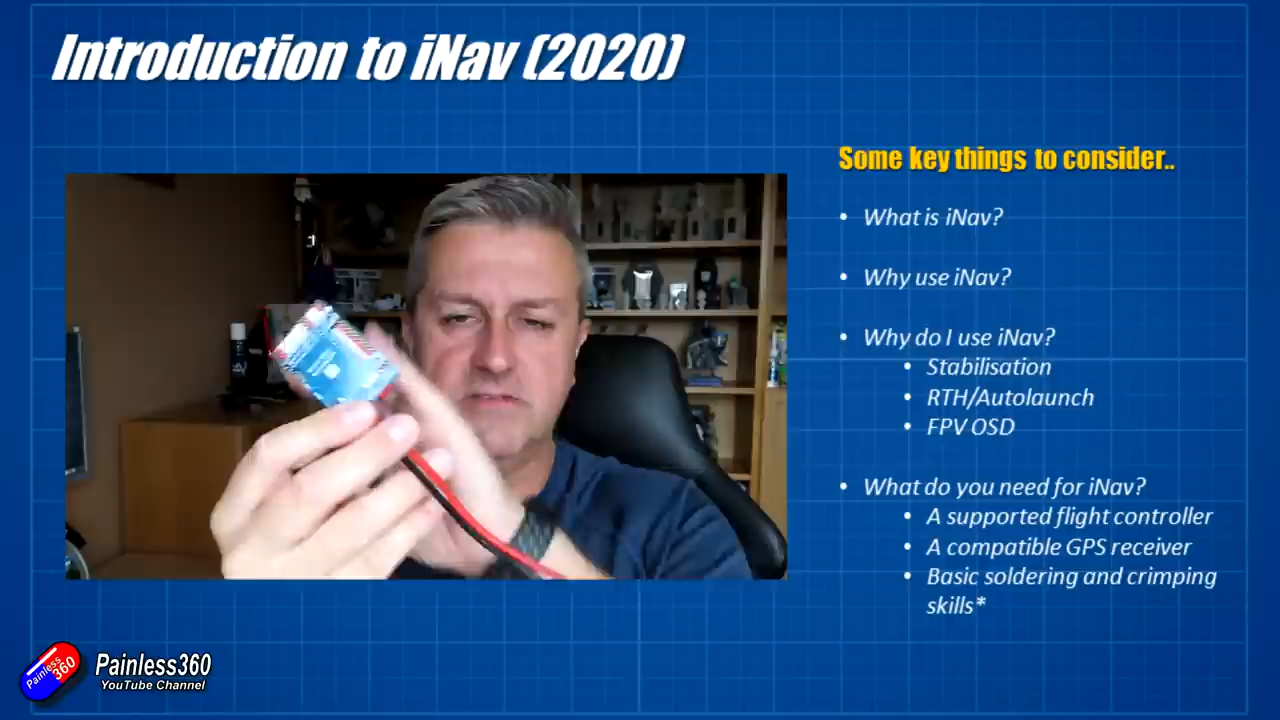 Introduction to iNav (2020)
Some key things to consider..
• What is iNav?
• Why use iNav?
• Why do I use iNav?
• Stabilisation
• RTH/Autolaunch
• FPV OSD
• What do you need for iNav?
• A supported flight controller
• A compatible GPS receiver
• Basic soldering and crimping
skills*
Painless
360
Painless360
YouTube Channel